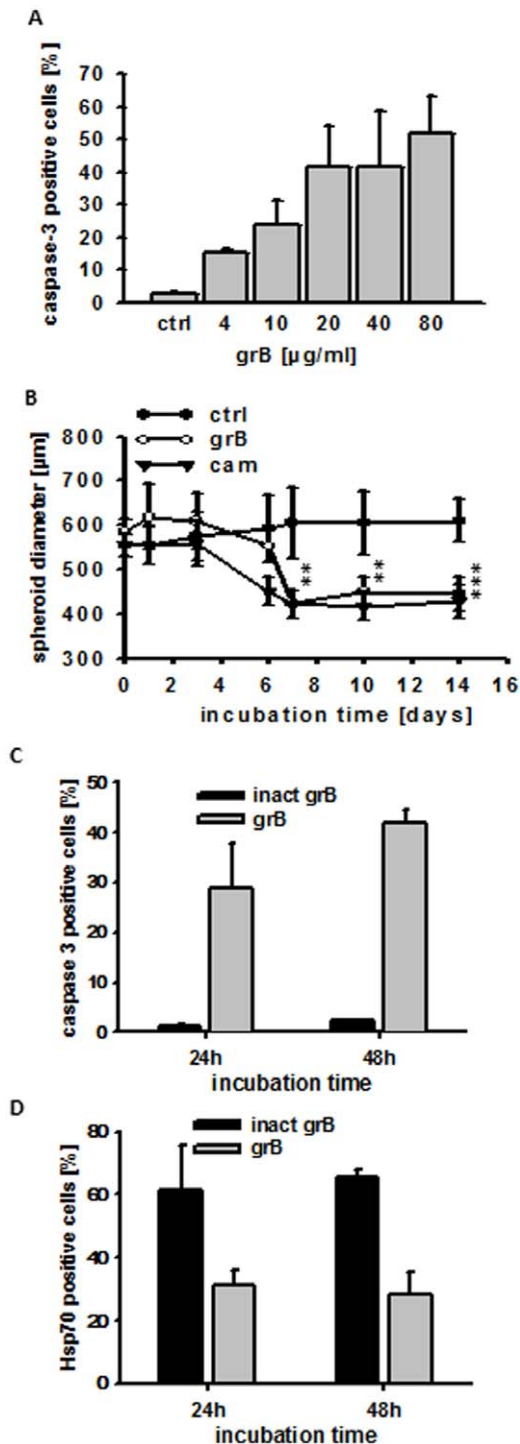 A
caspase-3 positive cells [%]
70
60
50
40
30
20
10
0
ctrl 4 10 20 40 80
grB [µg/ml]
B
ctrl
grB
cam
spheroid diameter [µm]
800
700
600
500
400
300
**
**
***
0 2 4 6 8 10 12 14 16
incubation time [days]
C
inact grB
grB
caspase 3 positive cells [%]
50
40
30
20
10
0
24h 48h
incubation time
D
inact grB
grB
Hsp70 positive cells [%]
80
60
40
20
0
24h 48h
incubation time